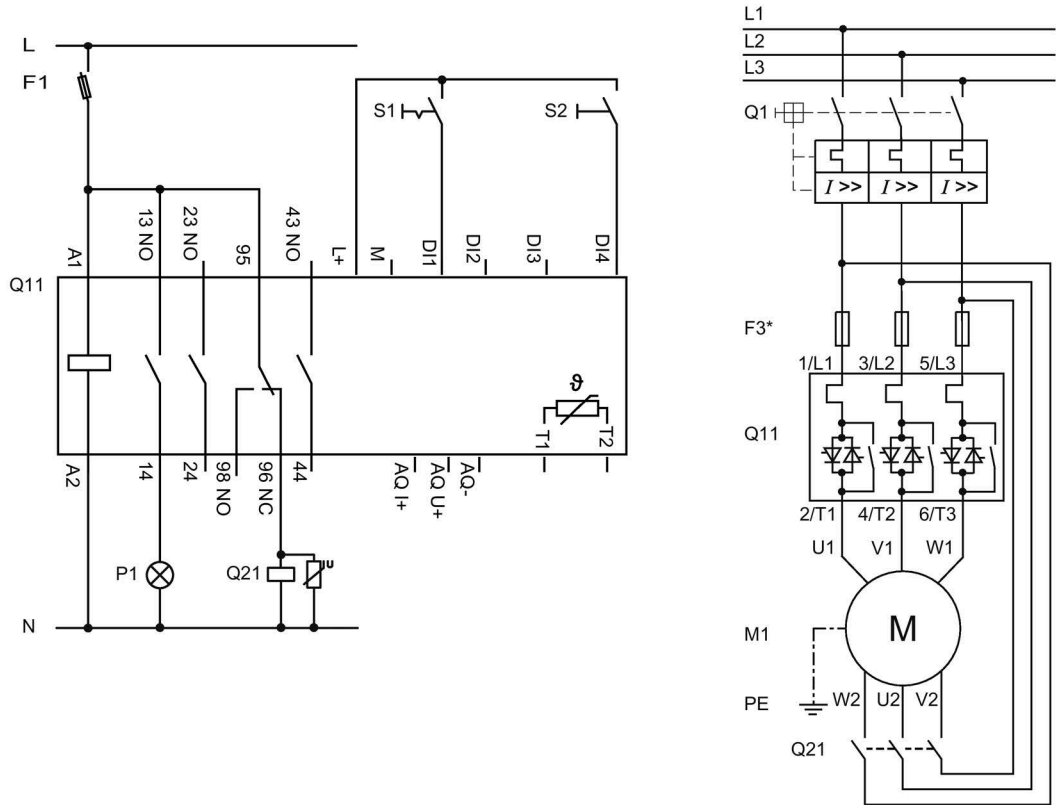 L
F1
S1
S2
A1
13 NO
23 NO
95
43 NO
L+
M
DI1
DI2
DI3
DI4
Q11
ϑ
T1
T2
A2
14
24
98 NO
96 NC
44
AQ I+
AQ U+
AQ-
P1
Q21
U
N
L1
L2
L3
Q1
I >> I >> I >>
F3*
1/L1 3/L2 5/L3
Q11
2/T1 4/T2 6/T3
U1 V1 W1
M
M1
PE
W2 U2 V2
Q21